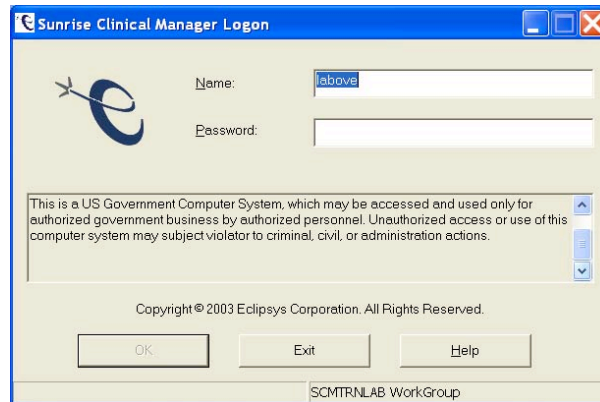 Sunrise Clinical Manager Logon
Name:
labove
Password:
This is a US Government Computer System, which may be accessed and used only for
authorized government business by authorized personnel. Unauthorized access or use of this
computer system may subject violator to criminal, civil, or administration actions.
Copyright © 2003 Eclipsys Corporation. All Rights Reserved.
OK Exit Help
SCMTRNLAB WorkGroup